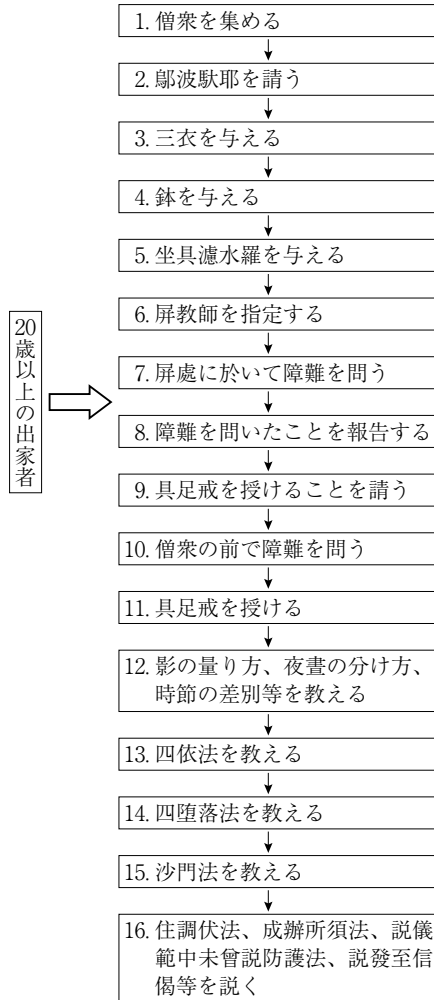 1. 僧衆を集める
2. 鄔波馱耶を請う
3. 三衣を与える
4. 鉢を与える
5. 坐具濾水羅を与える
6. 屏教師を指定する
7. 屏處に於いて障難を問う
8. 障難を問いたことを報告する
9. 具足戒を授けることを請う
10. 僧衆の前で障難を問う
11. 具足戒を授ける
12. 影の量り方、夜晝の分け方、
時節の差別等を教える
13. 四依法を教える
14. 四堕落法を教える
15. 沙門法を教える
16. 住調伏法、成辦所須法、説儀
範中未曾説防護法、説發至信
偈等を説く
20歳以上の出家者